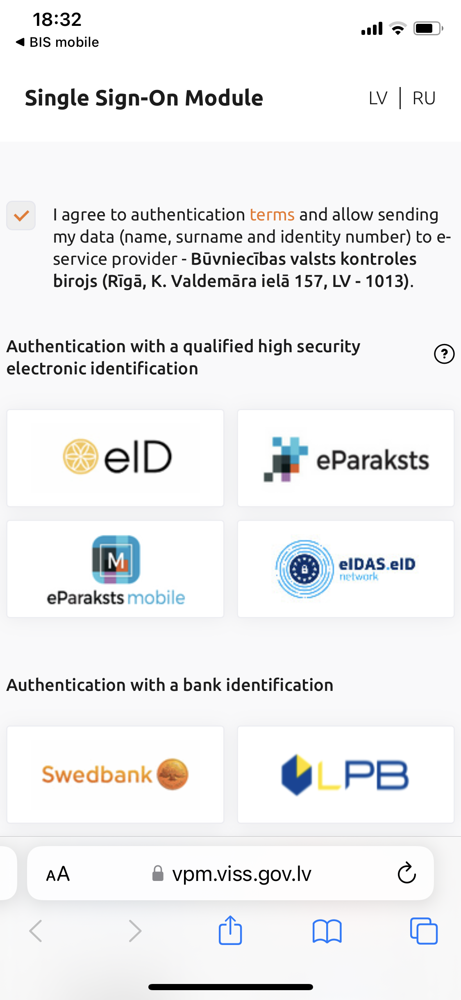 18:32
◀ BIS mobile
Single Sign-On Module
LV | RU
I agree to authentication terms and allow sending
my data (name, surname and identity number) to e-
service provider - Būvniecības valsts kontroles
birojs (Rīgā, K. Valdemāra ielā 157, LV - 1013).
Authentication with a qualified high security
electronic identification
?
eID
eParaksts
M
eParaksts mobile
eIDAS.eID
network
Authentication with a bank identification
Swedbank
LPB
AA
vpm.viss.gov.lv